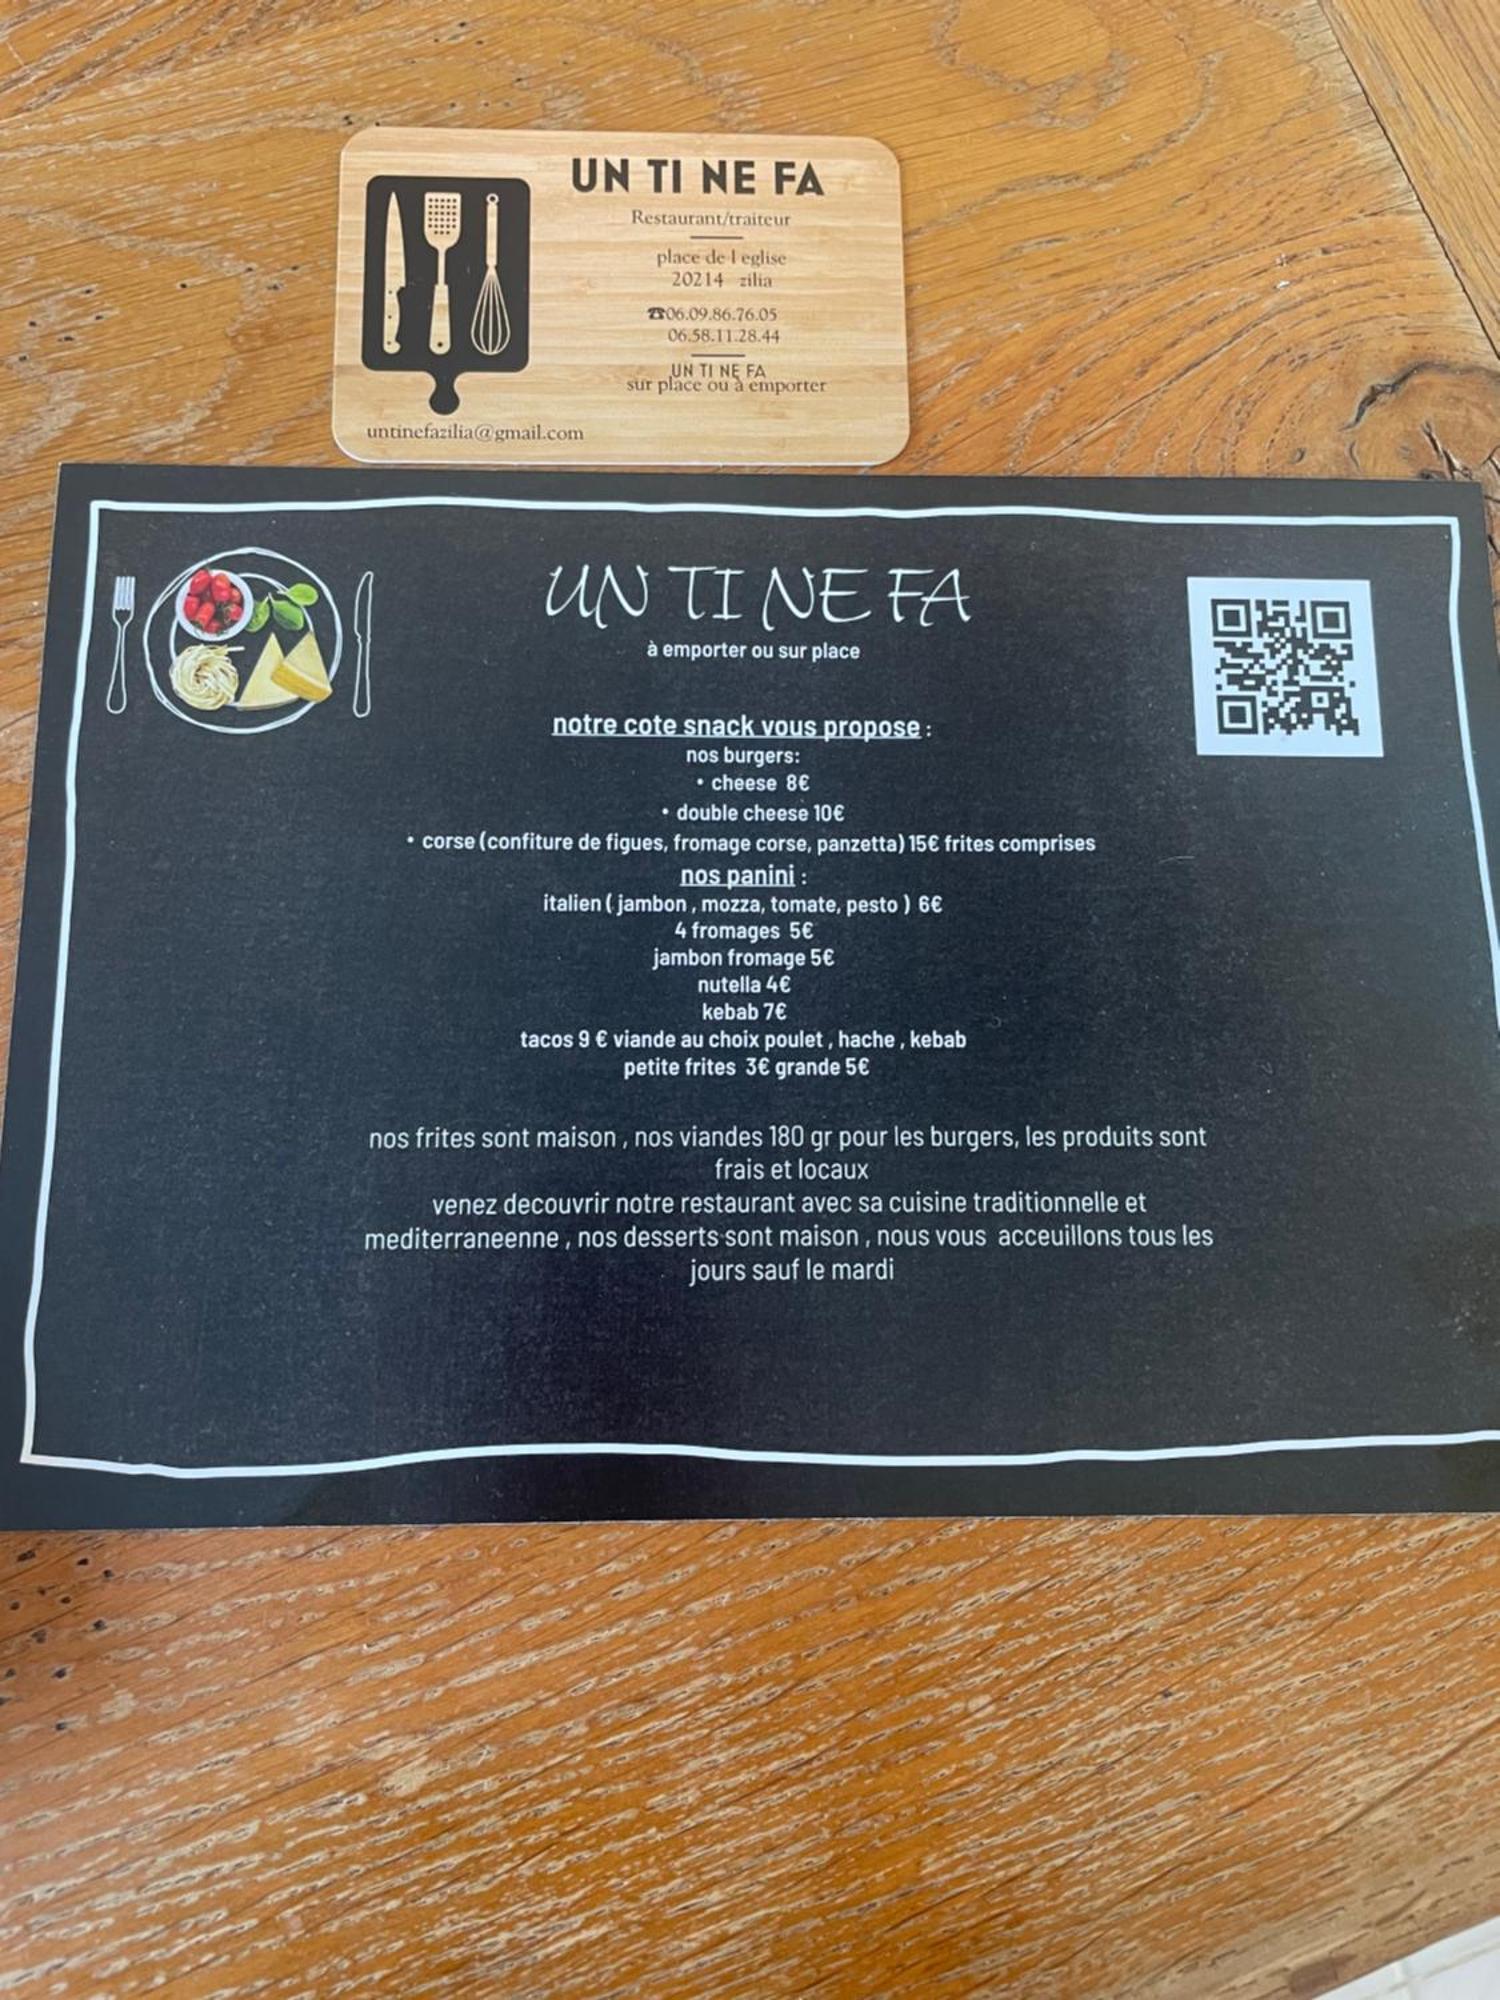 UN TI NE FA
Restaurant/traiteur
place de l eglise
20214 zilia
☎06.09.86.76.05
06.58.11.28.44
UN TI NE FA
sur place ou à emporter
untinefazilia@gmail.com
UN TI NE FA
à emporter ou sur place
notre cote snack vous propose :
nos burgers:
• cheese 8€
• double cheese 10€
• corse (confiture de figues, fromage corse, panzetta) 15€ frites comprises
nos panini :
italien ( jambon , mozza, tomate, pesto ) 6€
4 fromages 5€
jambon fromage 5€
nutella 4€
kebab 7€
tacos 9 € viande au choix poulet , hache , kebab
petite frites 3€ grande 5€
nos frites sont maison , nos viandes 180 gr pour les burgers, les produits sont
frais et locaux
venez decouvrir notre restaurant avec sa cuisine traditionnelle et
mediterraneenne , nos desserts sont maison , nous vous acceuillons tous les
jours sauf le mardi